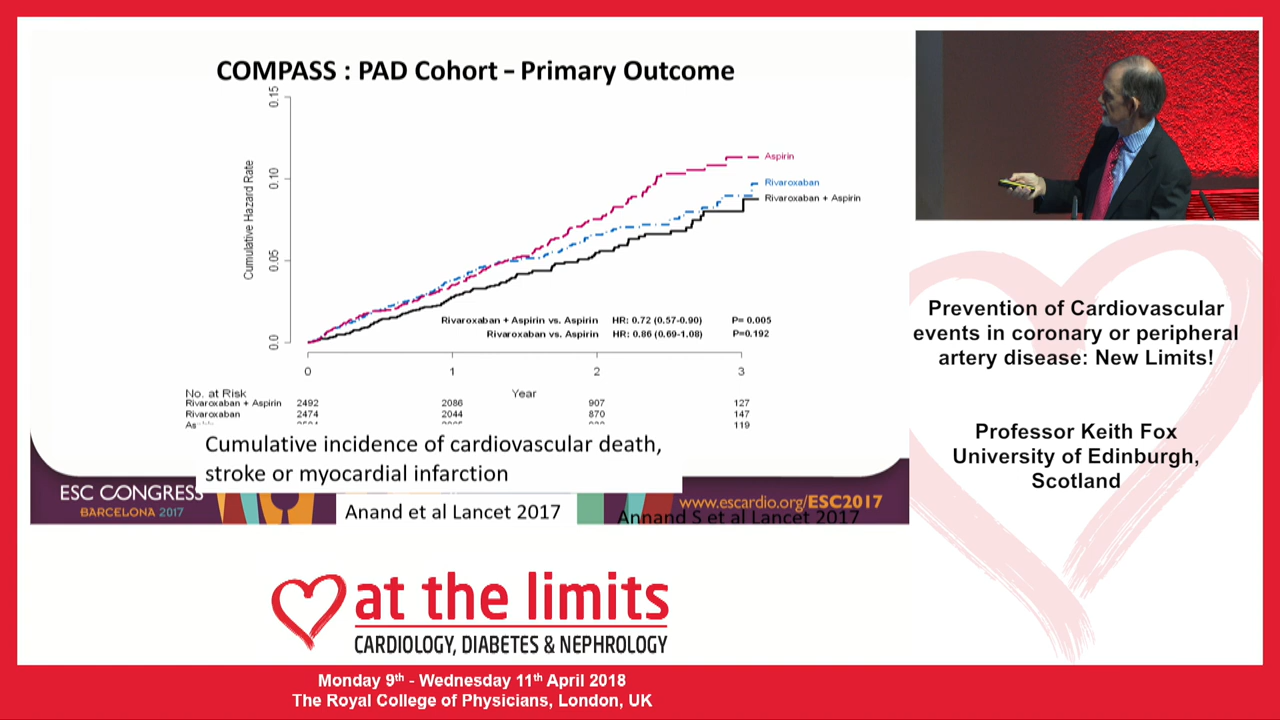 COMPASS : PAD Cohort – Primary Outcome
0.15
0.10
0.05
0.0
Cumulative Hazard Rate
Aspirin
Rivaroxaban
Rivaroxaban + Aspirin
Rivaroxaban + Aspirin vs. Aspirin HR: 0.72 (0.57-0.90) P= 0.005
Rivaroxaban vs. Aspirin HR: 0.86 (0.69-1.08) P=0.192
0 1 2 3
Year
No. at Risk
Rivaroxaban + Aspirin 2492 2086 907 127
Rivaroxaban 2474 2044 870 147
119
Cumulative incidence of cardiovascular death,
stroke or myocardial infarction
ESC CONGRESS
BARCELONA 2017
Anand et al Lancet 2017
www.escardio.org/ESC2017
Annand S et al Lancet 2017
Prevention of Cardiovascular
events in coronary or peripheral
artery disease: New Limits!
Professor Keith Fox
University of Edinburgh,
Scotland
at the limits
CARDIOLOGY, DIABETES & NEPHROLOGY
Monday 9th - Wednesday 11th April 2018
The Royal College of Physicians, London, UK